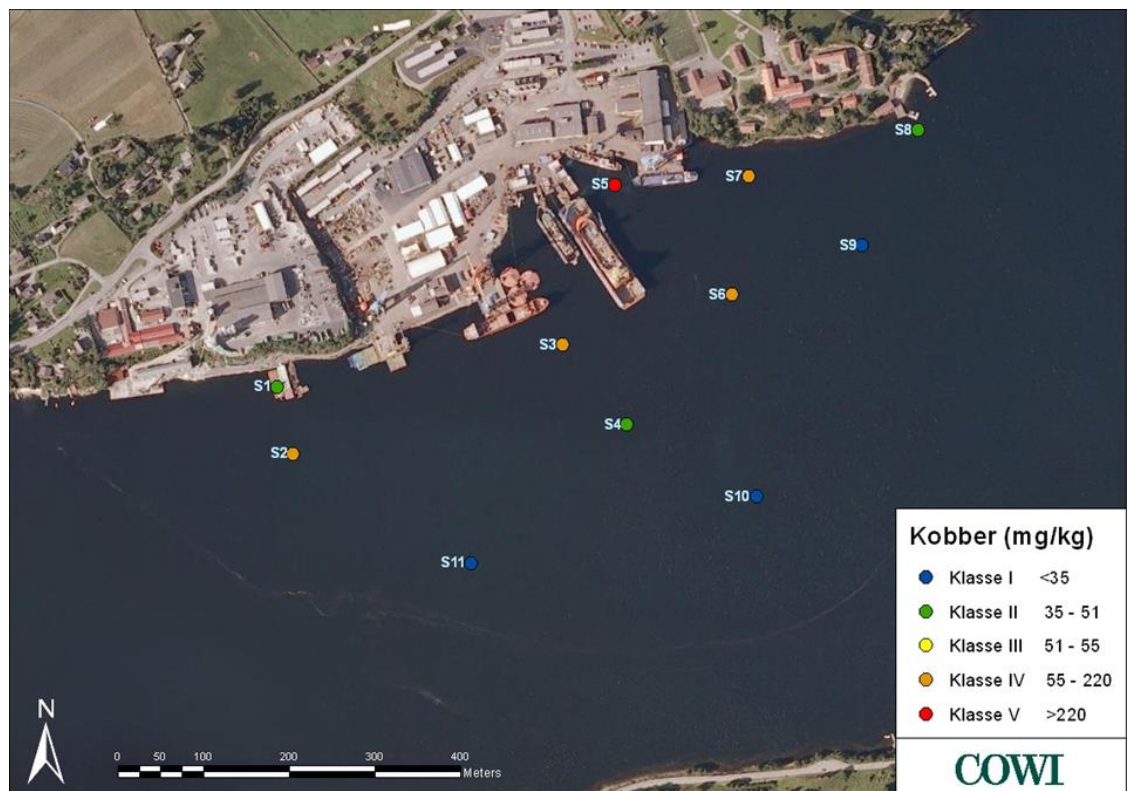 S8
S5
S7
S9
S6
S3
S1
S4
S2
S10
S11
Kobber (mg/kg)
Klasse I <35
Klasse II 35 - 51
Klasse III 51 - 55
Klasse IV 55 - 220
Klasse V >220
COWI
N
0 50 100 200 300 400
Meters